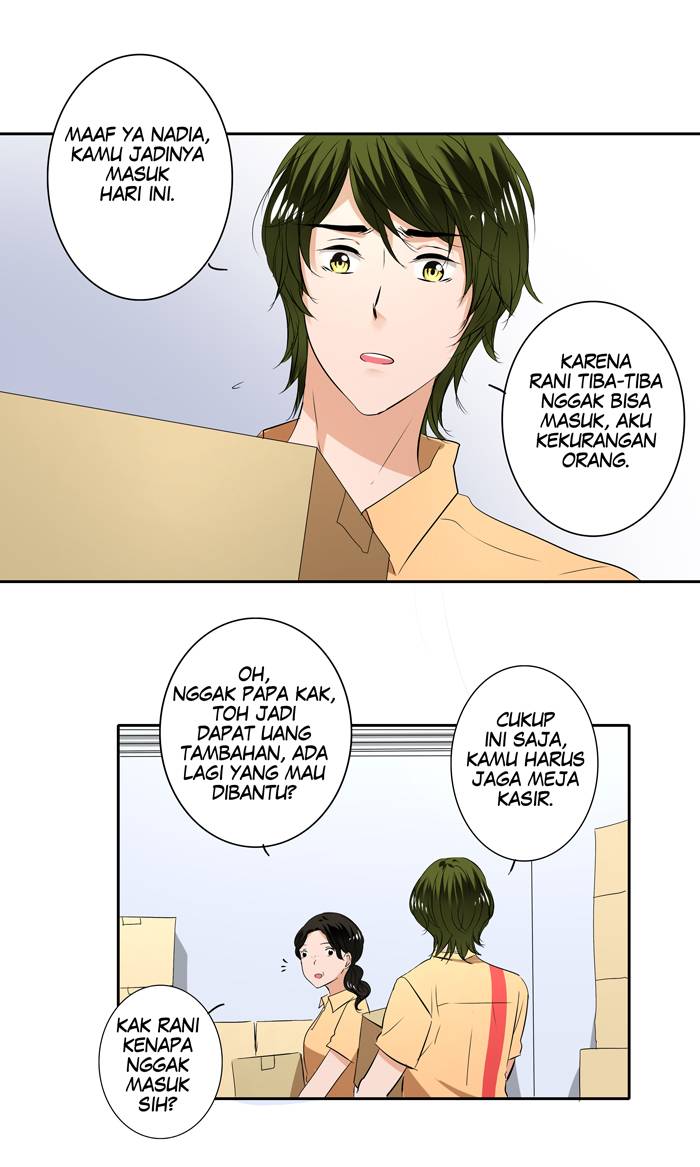 MAAF YA NADIA,
KAMU JADINYA
MASUK
HARI INI.
KARENA
RANI TIBA-TIBA
NGGAK BISA
MASUK, AKU
KEKURANGAN
ORANG.
OH,
NGGAK PAPA KAK,
TOH JADI
DAPAT UANG
TAMBAHAN, ADA
LAGI YANG MAU
DIBANTU?
CUKUP
INI SAJA,
KAMU HARUS
JAGA MEJA
KASIR.
KAK RANI
KENAPA
NGGAK
MASUK
SIH?